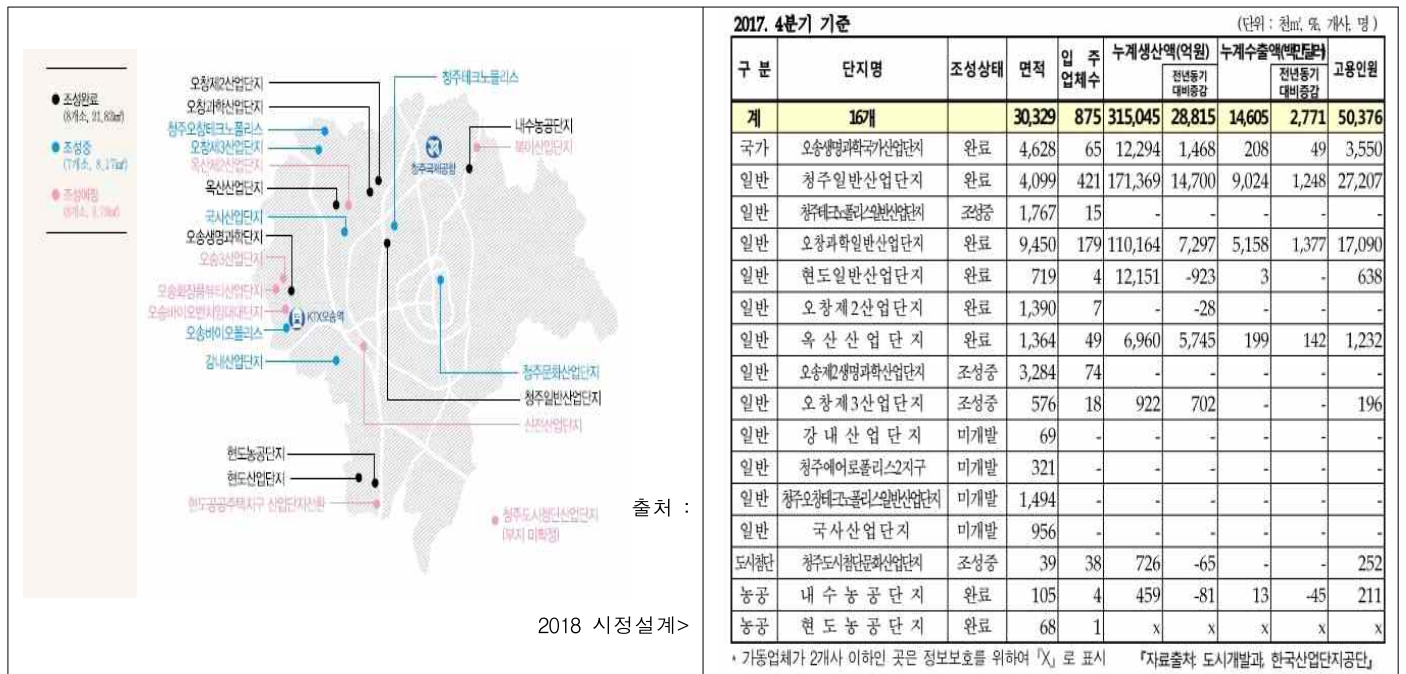 조성완료
(8개소, 21.83㎢)
조성중
(7개소, 8.17㎢)
조성예정
오창제2산업단지
오창과학산업단지
청주오창테크노폴리스
오창제3산업단지
옥산제2산업단지
옥산산업단지
국사산업단지
오송생명과학단지
오송3산업단지
오송화장품뷰티산업단지
오송바이오벤처임대단지
KTX오송역
오송바이오폴리스
강내산업단지
현도농공단지
현도산업단지
현도공공주택지구 산업단지전환
청주테크노폴리스
내수농공단지
북이산업단지
청주국제공항
청주문화산업단지
청주일반산업단지
신전산업단지
청주도시첨단산업단지
(부지 미확정)
출처 :
2018 시정설계>
2017. 4분기 기준 (단위 : 천㎡, %, 개사, 명)
구 분 단지명 조성상태 면적 입 주 업체수 누계생산액(억원) 전년동기 대비증감 누계수출액(백만달러) 전년동기 대비증감 고용인원
계 16개 30,329 875 315,045 28,815 14,605 2,771 50,376
국가 오송생명과학국가산업단지 완료 4,628 65 12,294 1,468 208 49 3,550
일반 청주일반산업단지 완료 4,099 421 171,369 14,700 9,024 1,248 27,207
일반 청주테크노폴리스일반산업단지 조성중 1,767 15 - - - - -
일반 오창과학일반산업단지 완료 9,450 179 110,164 7,297 5,158 1,377 17,090
일반 현도일반산업단지 완료 719 4 12,151 -923 3 - 638
일반 오창제2산업단지 완료 1,390 7 -28 - - -
일반 옥 산 산 업 단 지 완료 1,364 49 6,960 5,745 199 142 1,232
일반 오송제2생명과학산업단지 조성중 3,284 74 - - - - -
일반 오창제3산업단지 조성중 576 18 922 702 - - 196
일반 강 내 산 업 단 지 미개발 69 - - - - - -
일반 청주에어로폴리스2지구 미개발 321 - - - - - -
일반 청주오창테크노폴리스일반산업단지 미개발 1,494 - - - - - -
일반 국사산업단지 미개발 956 - - - - - -
도시첨단 청주도시첨단문화산업단지 조성중 39 38 726 -65 - - 252
농공 내 수 농 공 단 지 완료 105 4 459 -81 13 -45 211
농공 현 도 농 공 단 지 완료 68 1 x x x x x
* 가동업체가 2개사 이하인 곳은 정보보호를 위하여 「X」로 표시 『자료출처: 도시개발과, 한국산업단지공단』